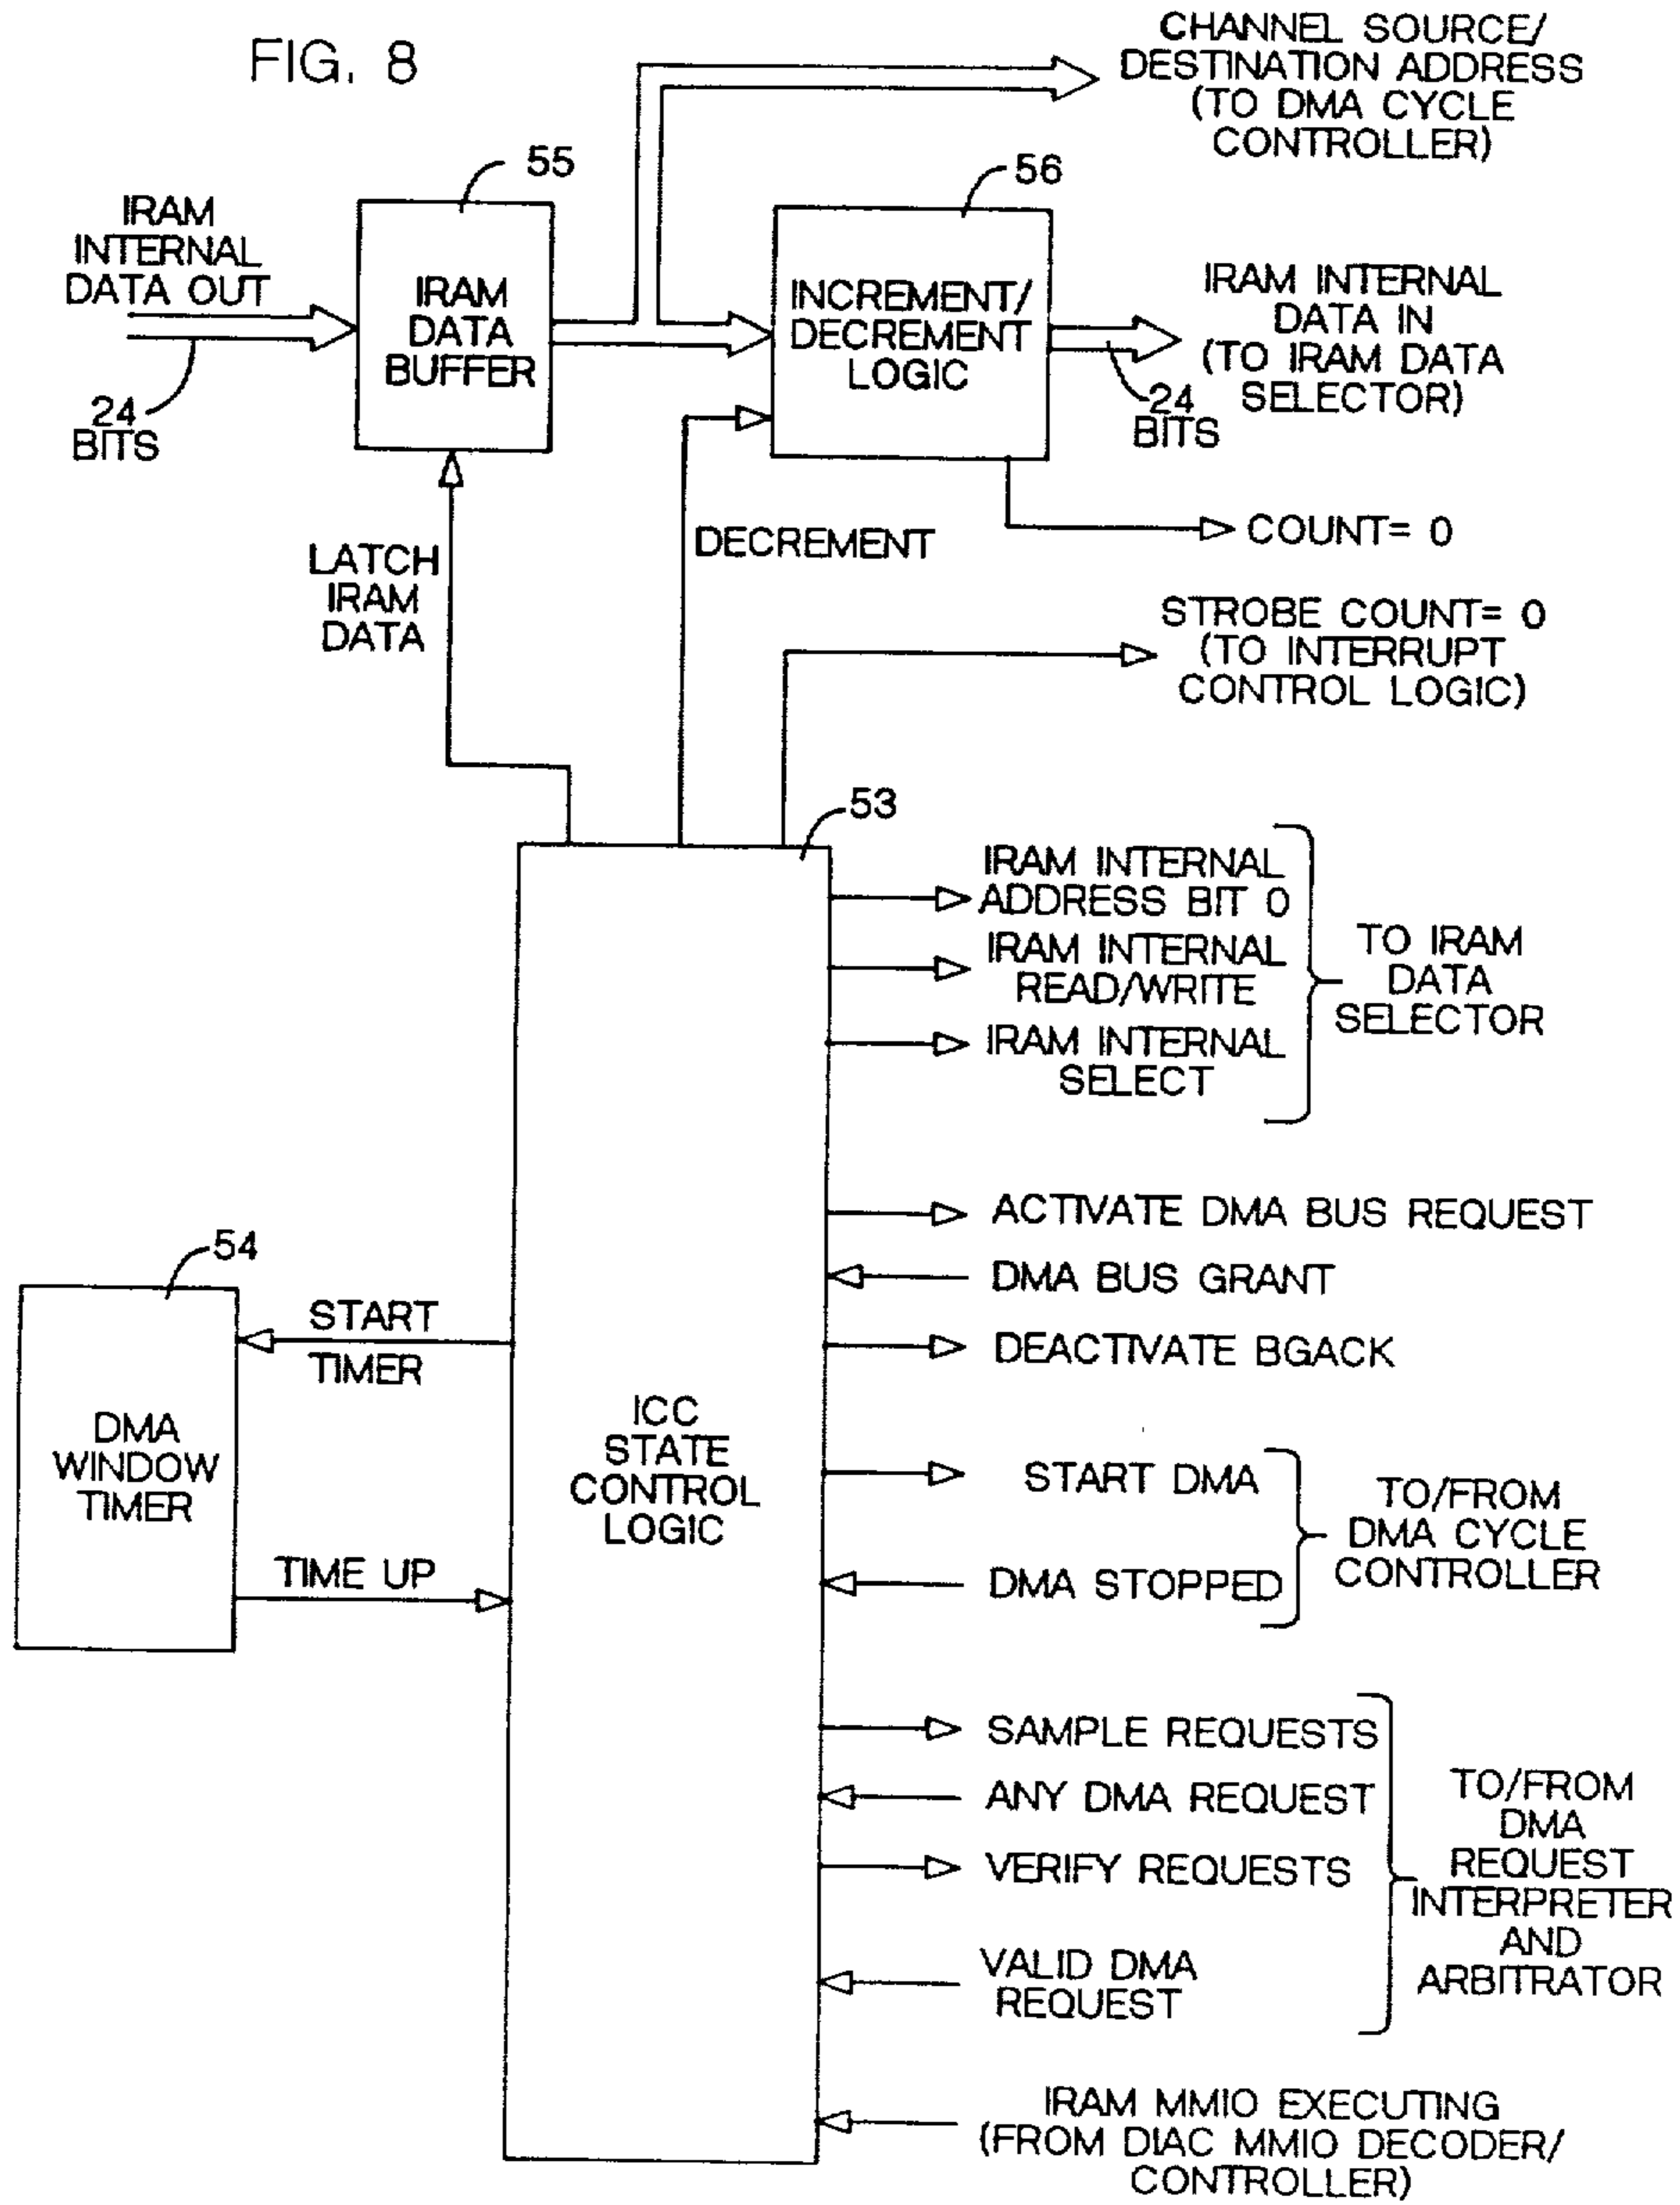 FIG. 8
CHANNEL SOURCE/
DESTINATION ADDRESS
(TO DMA CYCLE
CONTROLLER)
55
56
IRAM
INTERNAL
DATA OUT
24
BITS
IRAM
DATA
BUFFER
INCREMENT/
DECREMENT
LOGIC
IRAM INTERNAL
DATA IN
(TO IRAM DATA
SELECTOR)
24
BITS
LATCH
IRAM
DATA
DECREMENT
COUNT= 0
STROBE COUNT= 0
(TO INTERRUPT
CONTROL LOGIC)
53
IRAM INTERNAL
ADDRESS BIT 0
IRAM INTERNAL
READ/WRITE
IRAM INTERNAL
SELECT
TO IRAM
DATA
SELECTOR
ACTIVATE DMA BUS REQUEST
DMA BUS GRANT
DEACTIVATE BGACK
54
START
TIMER
DMA
WINDOW
TIMER
TIME UP
ICC
STATE
CONTROL
LOGIC
START DMA
DMA STOPPED
TO/FROM
DMA CYCLE
CONTROLLER
SAMPLE REQUESTS
ANY DMA REQUEST
VERIFY REQUESTS
VALID DMA
REQUEST
TO/FROM
DMA
REQUEST
INTERPRETER
AND
ARBITRATOR
IRAM MMIO EXECUTING
(FROM DIAC MMIO DECODER/
CONTROLLER)